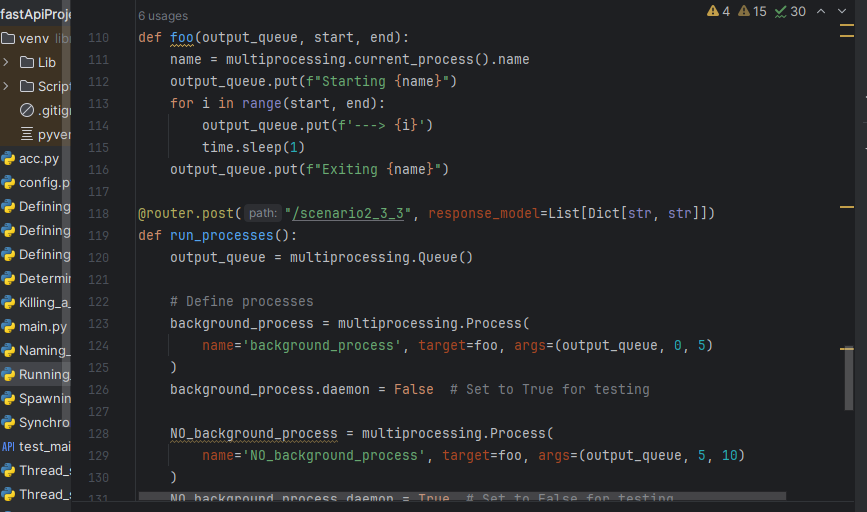 fastApiProje
venv lib
Lib
Script
.gitign
pyver
acc.py
config.p
Defining
Defining
Defining
Determin
Killing_a_
main.py
Naming_
Running_
Spawnin
Synchro
API test_mai
Thread_s
Thread_s
4 15 30
6 usages
110 def foo(output_queue, start, end):
111 name = multiprocessing.current_process().name
112 output_queue.put(f"Starting {name}")
113 for i in range(start, end):
114 output_queue.put(f'---> {i}')
115 time.sleep(1)
116 output_queue.put(f"Exiting {name}")
117
118 @router.post( path: "/scenario2_3_3", response_model=List[Dict[str, str]])
119 def run_processes():
120 output_queue = multiprocessing.Queue()
121
122 # Define processes
123 background_process = multiprocessing.Process(
124 name='background_process', target=foo, args=(output_queue, 0, 5)
125 )
126 background_process.daemon = False # Set to True for testing
127
128 NO_background_process = multiprocessing.Process(
129 name='NO_background_process', target=foo, args=(output_queue, 5, 10)
130 )
131 NO_background_process.daemon = True # Set to False for testing